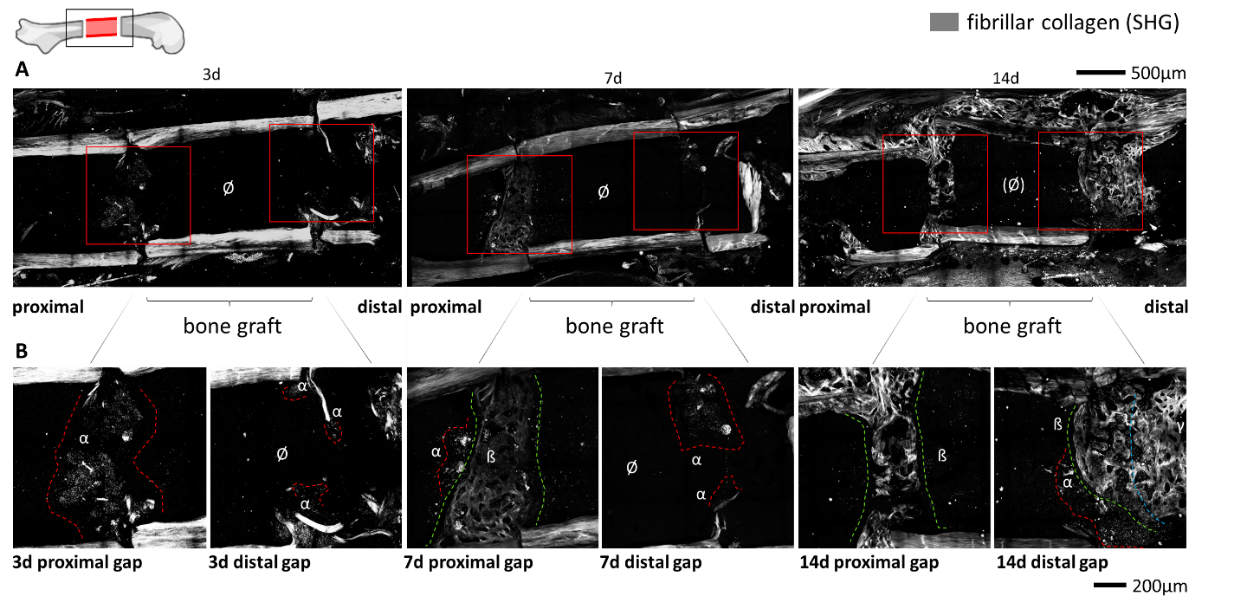 fibrillar collagen (SHG)
A
3d
7d
14d
500µm
Ø
Ø
(Ø)
proximal
distal
proximal
distal
proximal
distal
bone graft
bone graft
bone graft
B
α
α
α
Ø
α
α
ß
Ø
α
α
ß
ß
α
γ
3d proximal gap
3d distal gap
7d proximal gap
7d distal gap
14d proximal gap
14d distal gap
200µm